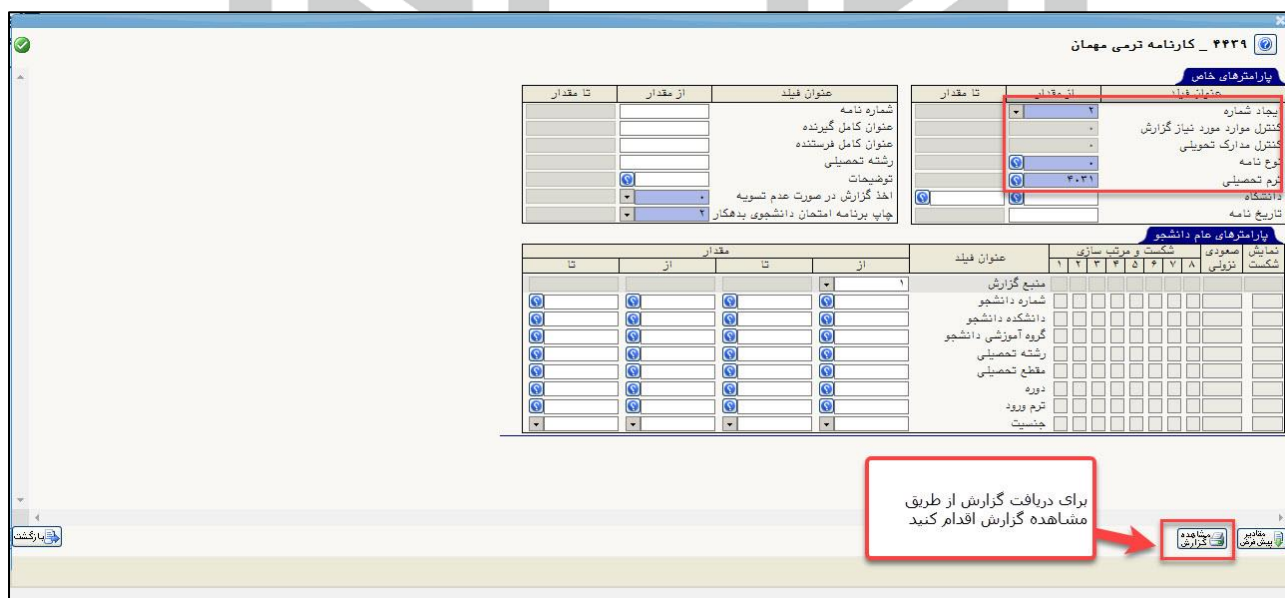 ۴۴۳۹ _ کارنامه ترمی مهمان
پارامترهای خاص
عنوان فیلد از مقدار تا مقدار
یجاد شماره ۲
کنترل موارد مورد نیاز گزارش ۰
کنترل مدارک تحویلی ۰
نوع نامه ۰
ترم تحصیلی ۴۰۳۱
دانشگاه
تاریخ نامه
عنوان فیلد از مقدار تا مقدار
شماره نامه
عنوان کامل گیرنده
عنوان کامل فرستنده
رشته تحصیلی
توضیحات
اخذ گزارش در صورت عدم تسویه ۰
چاپ برنامه امتحان دانشجوی بدهکار ۲
پارامترهای عام دانشجو
نمایش شکست صعودی نزولی شکست و مرتب سازی عنوان فیلد مقدار
۸ ۷ ۶ ۵ ۴ ۳ ۲ ۱ از تا از تا
منبع گزارش ۱
شماره دانشجو
دانشکده دانشجو
گروه آموزشی دانشجو
رشته تحصیلی
مقطع تحصیلی
دوره
ترم ورود
جنسیت
برای دریافت گزارش از طریق
مشاهده گزارش اقدام کنید
مقادیر پیش فرض مشاهده گزارش بازگشت